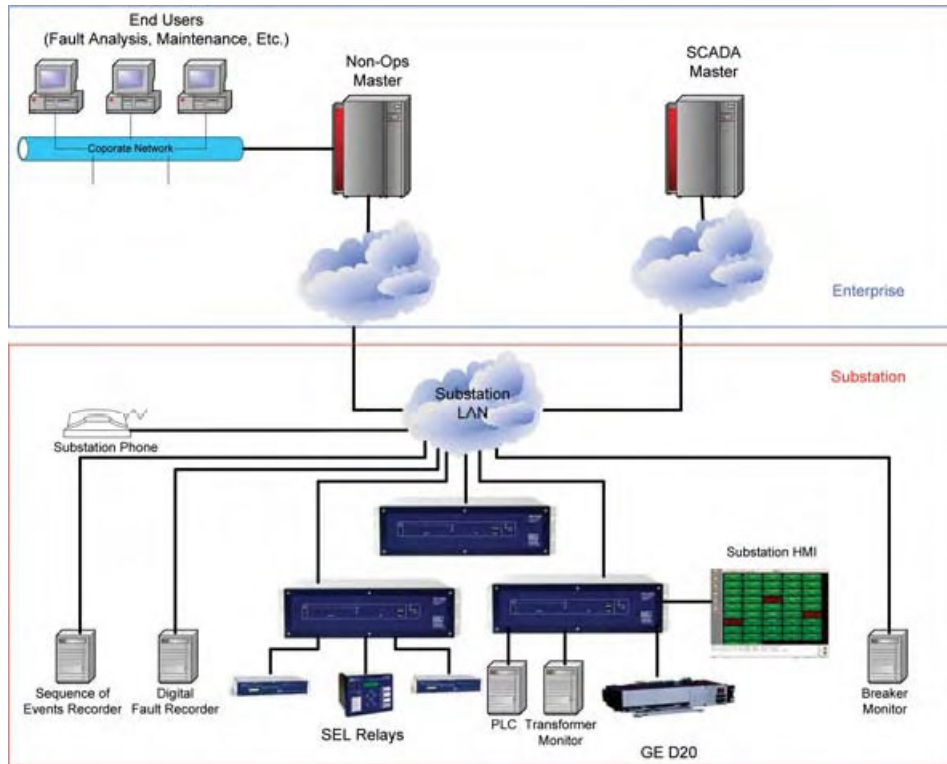 End Users
(Fault Analysis, Maintenance, Etc.)
Non-Ops
Master
SCADA
Master
Coporate Network
Enterprise
Substation
Substation
LAN
Substation Phone
Substation HMI
Sequence of
Events Recorder
Digital
Fault Recorder
SEL Relays
PLC
Transformer
Monitor
GE D20
Breaker
Monitor